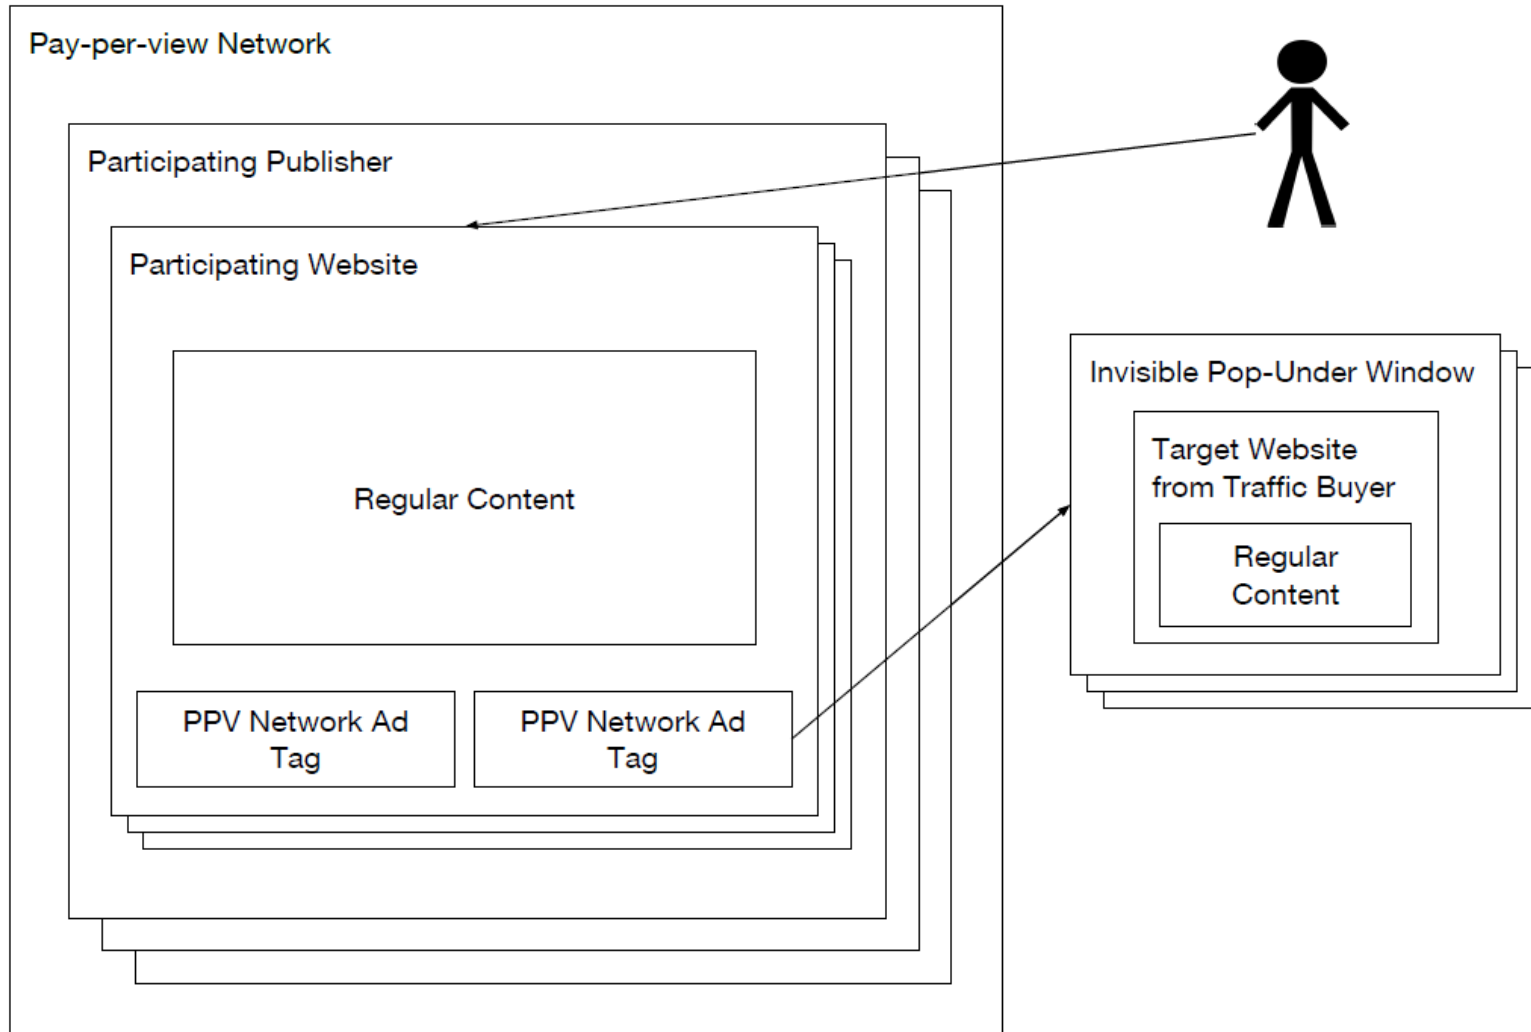 Pay-per-view Network
Participating Publisher
Participating Website
Regular Content
PPV Network Ad
Tag
PPV Network Ad
Tag
Invisible Pop-Under Window
Target Website
from Traffic Buyer
Regular
Content